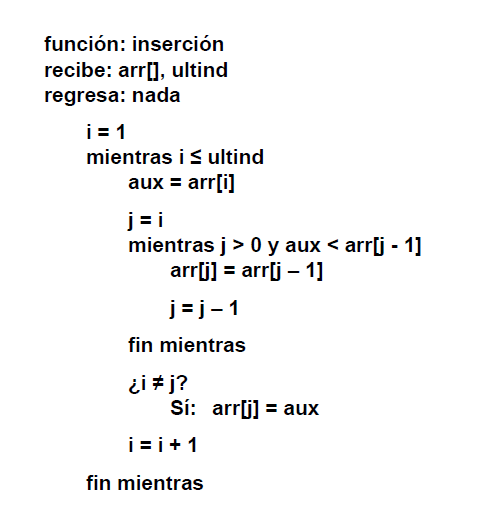 función: inserción
recibe: arr[], ultind
regresa: nada
i = 1
mientras i ≤ ultind
aux = arr[i]
j = i
mientras j > 0 y aux < arr[j - 1]
arr[j] = arr[j – 1]
j = j – 1
fin mientras
¿i ≠ j?
Sí: arr[j] = aux
i = i + 1
fin mientras